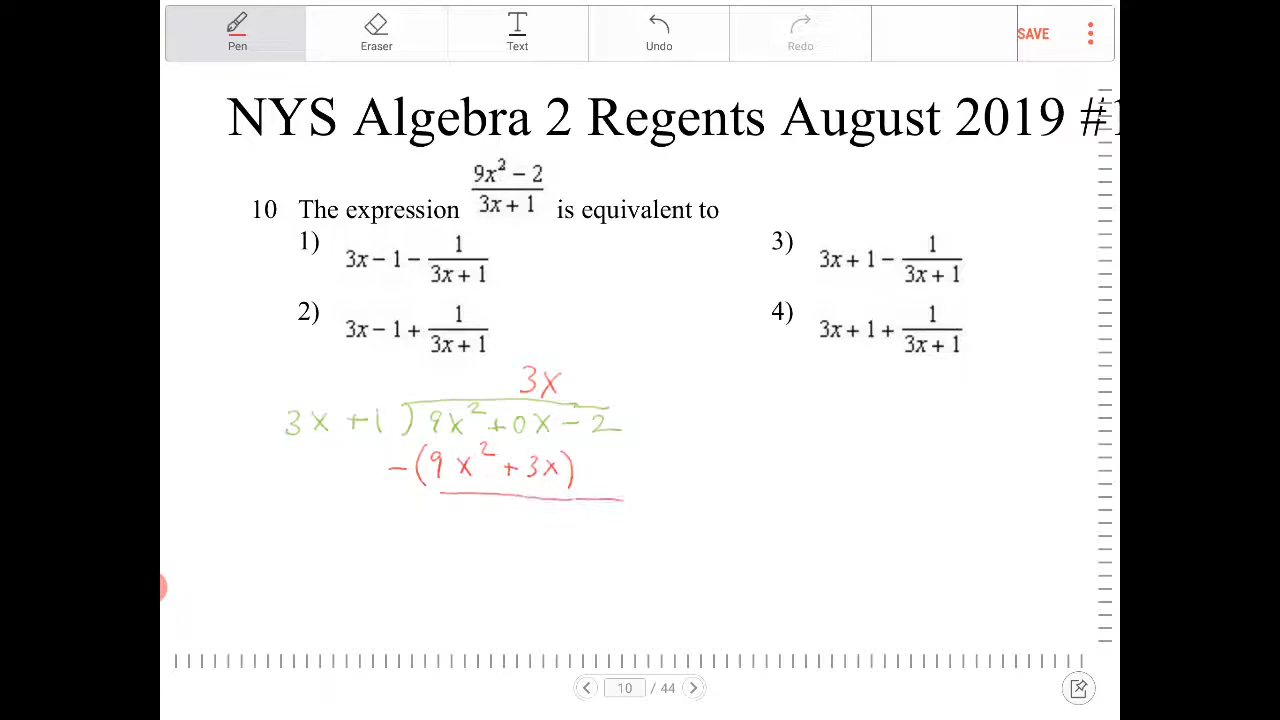 Pen Eraser Text Undo Redo SAVE
NYS Algebra 2 Regents August 2019 #1
10 The expression (9x² − 2)/(3x + 1) is equivalent to
1) 3x − 1 − 1/(3x + 1)
3) 3x + 1 − 1/(3x + 1)
2) 3x − 1 + 1/(3x + 1)
4) 3x + 1 + 1/(3x + 1)
3x
3x + 1 ) 9x² + 0x − 2
− (9x² + 3x)
10 / 44